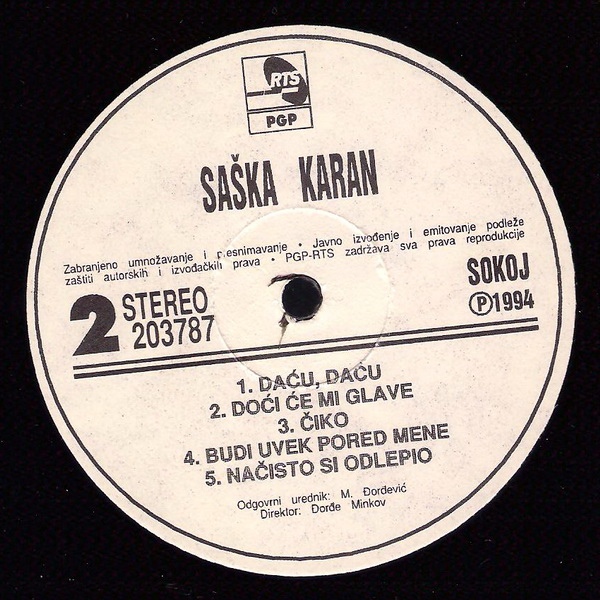 RTS
PGP
SAŠKA KARAN
Zabranjeno umnožavanje i presnimavanje • Javno izvođenje i emitovanje podleže
zaštiti autorskih i izvođačkih prava • PGP-RTS zadržava sva prava reprodukcije
SOKOJ
2 STEREO
203787
Ⓟ1994
1. DAĆU, DAĆU
2. DOĆI ĆE MI GLAVE
3. ČIKO
4. BUDI UVEK PORED MENE
5. NAČISTO SI ODLEPIO
Odgovrni urednik: M. Đorđević
Direktor: Đorđe Minkov